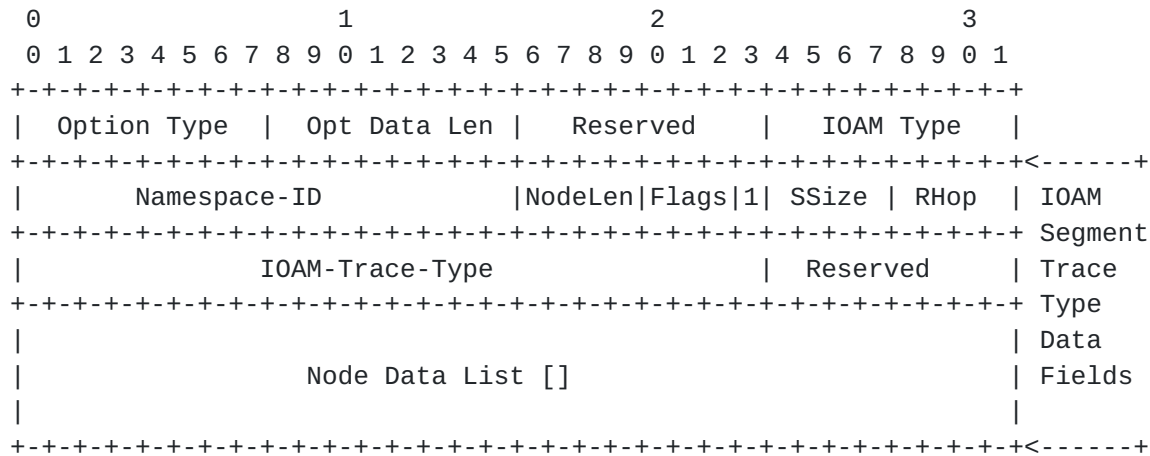 0                   1                   2                   3
0 1 2 3 4 5 6 7 8 9 0 1 2 3 4 5 6 7 8 9 0 1 2 3 4 5 6 7 8 9 0 1
+-+-+-+-+-+-+-+-+-+-+-+-+-+-+-+-+-+-+-+-+-+-+-+-+-+-+-+-+-+-+-+-+
|  Option Type  |  Opt Data Len |   Reserved    |   IOAM Type   |
+-+-+-+-+-+-+-+-+-+-+-+-+-+-+-+-+-+-+-+-+-+-+-+-+-+-+-+-+-+-+-+-+<------+
|       Namespace-ID            |NodeLen|Flags|1| SSize | RHop  | IOAM
+-+-+-+-+-+-+-+-+-+-+-+-+-+-+-+-+-+-+-+-+-+-+-+-+-+-+-+-+-+-+-+-+ Segment
|               IOAM-Trace-Type                 |  Reserved     | Trace
+-+-+-+-+-+-+-+-+-+-+-+-+-+-+-+-+-+-+-+-+-+-+-+-+-+-+-+-+-+-+-+-+ Type
|                                                               | Data
|                  Node Data List []                            | Fields
|                                                               |
+-+-+-+-+-+-+-+-+-+-+-+-+-+-+-+-+-+-+-+-+-+-+-+-+-+-+-+-+-+-+-+-+<------+